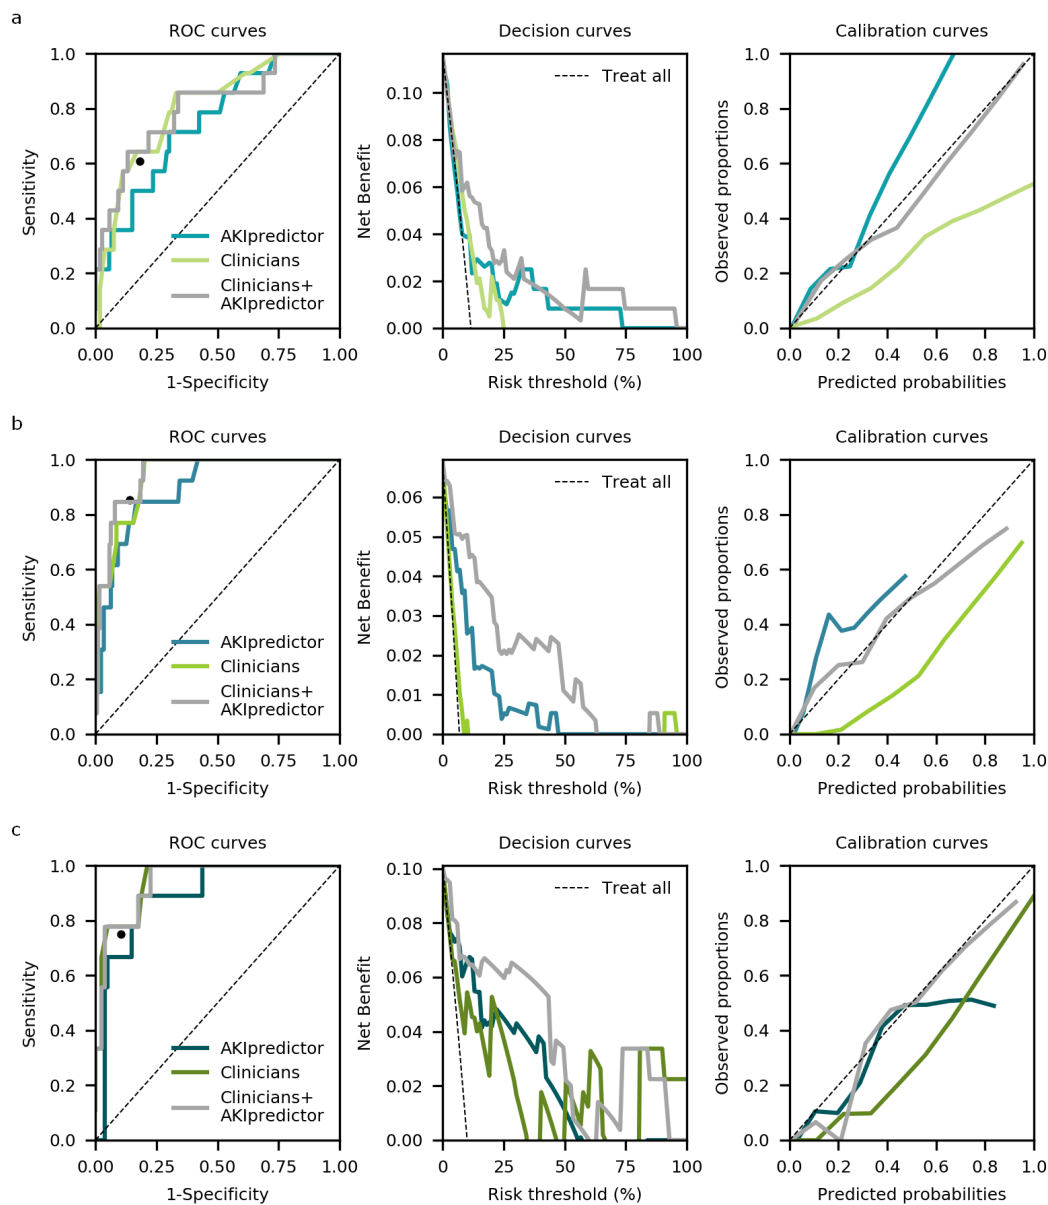 a
ROC curves
Decision curves
Calibration curves
1.0
0.8
0.6
0.4
0.2
0.0
Sensitivity
0.00 0.25 0.50 0.75 1.00
1-Specificity
AKIpredictor
Clinicians
Clinicians+
AKIpredictor
0.10
0.08
0.06
0.04
0.02
0.00
Net Benefit
Treat all
0 25 50 75 100
Risk threshold (%)
1.0
0.8
0.6
0.4
0.2
0.0
Observed proportions
0.0 0.2 0.4 0.6 0.8 1.0
Predicted probabilities
b
ROC curves
Decision curves
Calibration curves
1.0
0.8
0.6
0.4
0.2
0.0
Sensitivity
0.00 0.25 0.50 0.75 1.00
1-Specificity
AKIpredictor
Clinicians
Clinicians+
AKIpredictor
0.06
0.05
0.04
0.03
0.02
0.01
0.00
Net Benefit
Treat all
0 25 50 75 100
Risk threshold (%)
1.0
0.8
0.6
0.4
0.2
0.0
Observed proportions
0.0 0.2 0.4 0.6 0.8 1.0
Predicted probabilities
c
ROC curves
Decision curves
Calibration curves
1.0
0.8
0.6
0.4
0.2
0.0
Sensitivity
0.00 0.25 0.50 0.75 1.00
1-Specificity
AKIpredictor
Clinicians
Clinicians+
AKIpredictor
0.10
0.08
0.06
0.04
0.02
0.00
Net Benefit
Treat all
0 25 50 75 100
Risk threshold (%)
1.0
0.8
0.6
0.4
0.2
0.0
Observed proportions
0.0 0.2 0.4 0.6 0.8 1.0
Predicted probabilities